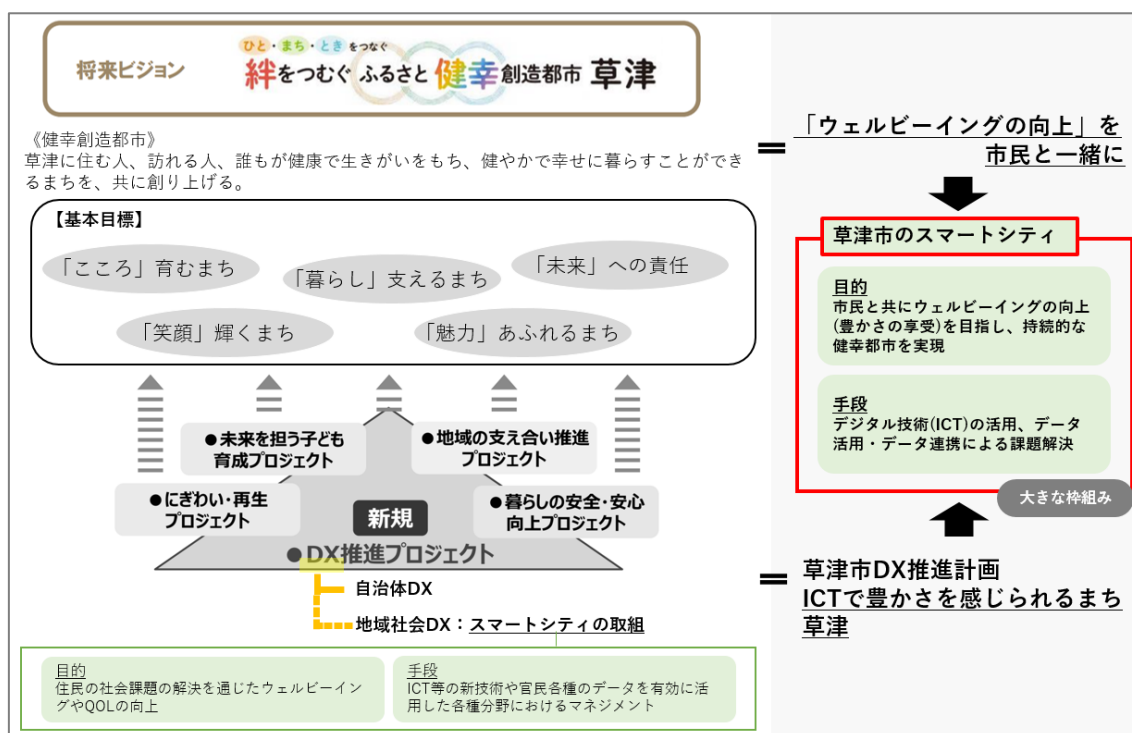 将来ビジョン
ひと・まち・ときをつなぐ
絆をつむぐ ふるさと 健幸創造都市 草津
《健幸創造都市》
草津に住む人、訪れる人、誰もが健康で生きがいをもち、健やかで幸せに暮らすことができ
るまちを、共に創り上げる。
【基本目標】
「こころ」育むまち
「暮らし」支えるまち
「未来」への責任
「笑顔」輝くまち
「魅力」あふれるまち
●未来を担う子ども
育成プロジェクト
●地域の支え合い推進
プロジェクト
●にぎわい・再生
プロジェクト
●暮らしの安全・安心
向上プロジェクト
新規
●DX推進プロジェクト
自治体DX
地域社会DX：スマートシティの取組
目的
住民の社会課題の解決を通じたウェルビーイン
グやQOLの向上
手段
ICT等の新技術や官民各種のデータを有効に活
用した各種分野におけるマネジメント
=
「ウェルビーイングの向上」を
市民と一緒に
草津市のスマートシティ
目的
市民と共にウェルビーイングの向上
(豊かさの享受)を目指し、持続的な
健幸都市を実現
手段
デジタル技術(ICT)の活用、データ
活用・データ連携による課題解決
大きな枠組み
=
草津市DX推進計画
ICTで豊かさを感じられるまち
草津